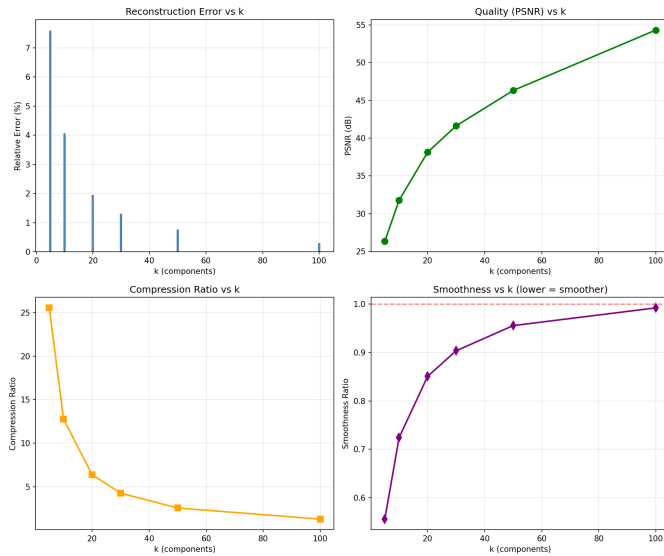 Reconstruction Error vs k
Relative Error (%)
7
6
5
4
3
2
1
0
0 20 40 60 80 100
k (components)
Quality (PSNR) vs k
PSNR (dB)
55
50
45
40
35
30
25
20 40 60 80 100
k (components)
Compression Ratio vs k
Compression Ratio
25
20
15
10
5
20 40 60 80 100
k (components)
Smoothness vs k (lower = smoother)
Smoothness Ratio
1.0
0.9
0.8
0.7
0.6
20 40 60 80 100
k (components)